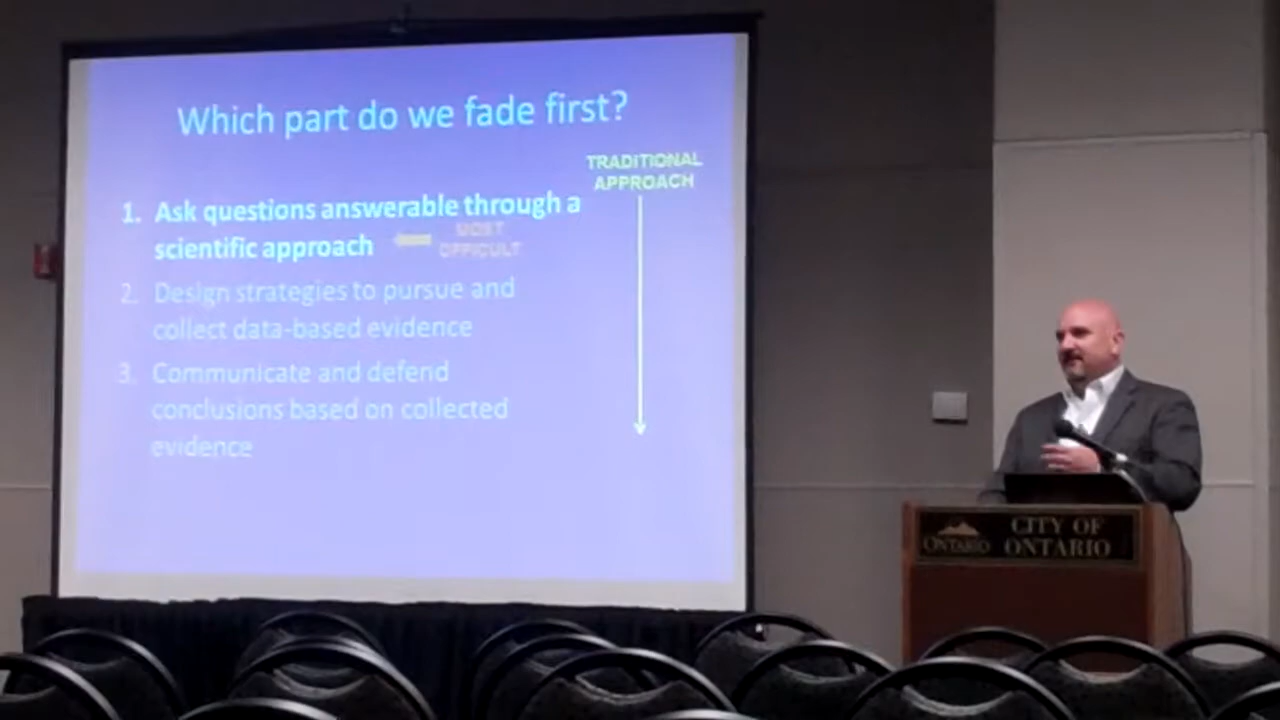 Which part do we fade first?
TRADITIONAL
APPROACH
1. Ask questions answerable through a
scientific approach
MOST
DIFFICULT
2. Design strategies to pursue and
collect data-based evidence
3. Communicate and defend
conclusions based on collected
evidence
CITY OF
ONTARIO
ONTARIO